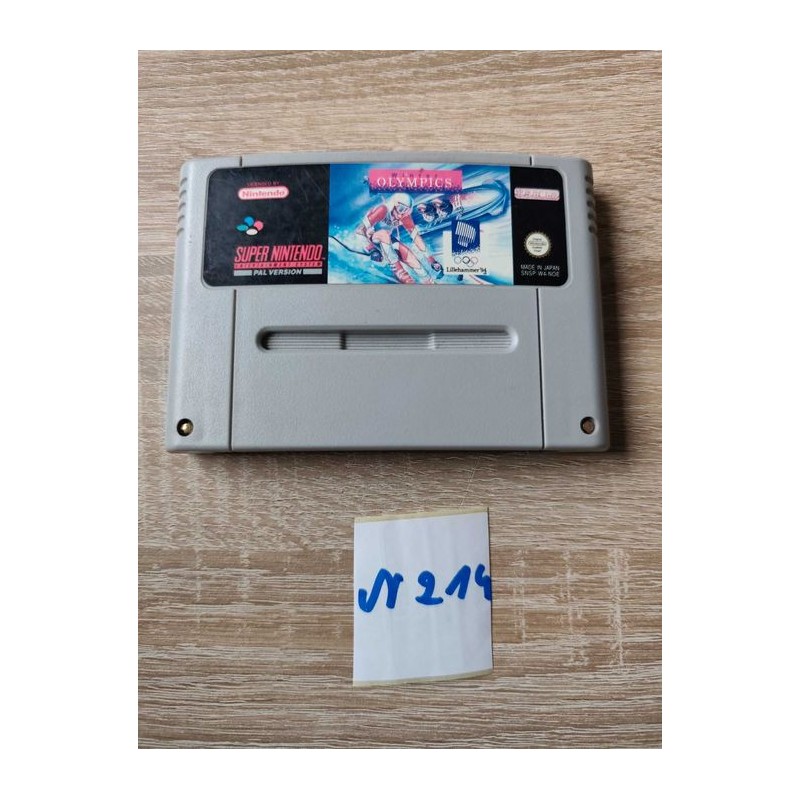 LICENSED BY
Nintendo
SUPER NINTENDO
ENTERTAINMENT SYSTEM
PAL VERSION
Winter
OLYMPICS
Lillehammer '94
MADE IN JAPAN
SNSP W4 NOE
N 214